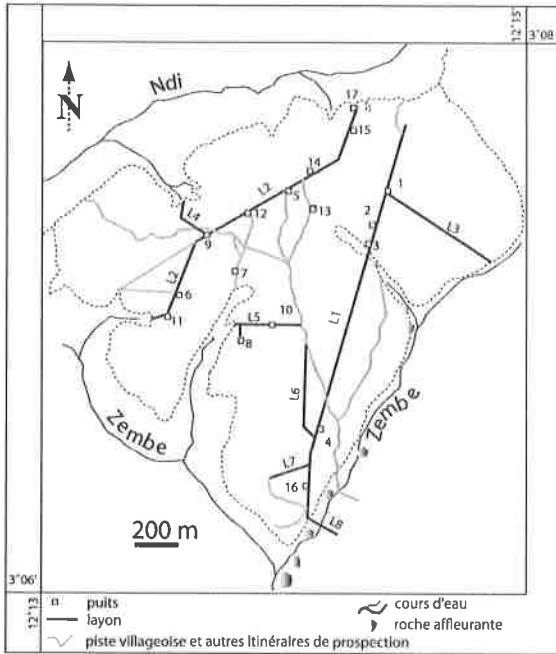 12°15'
3°08
Ndi
N
17
15
14
1
L2
5
L4
12
13
2
L3
9
3
7
L2
6
L1
11
10
L5
8
L6
Zembe
Zembe
4
L7
16
200 m
L8
3°06'
12°13
puits
cours d'eau
layon
roche affleurante
piste villageoise et autres Itinéraires de prospection